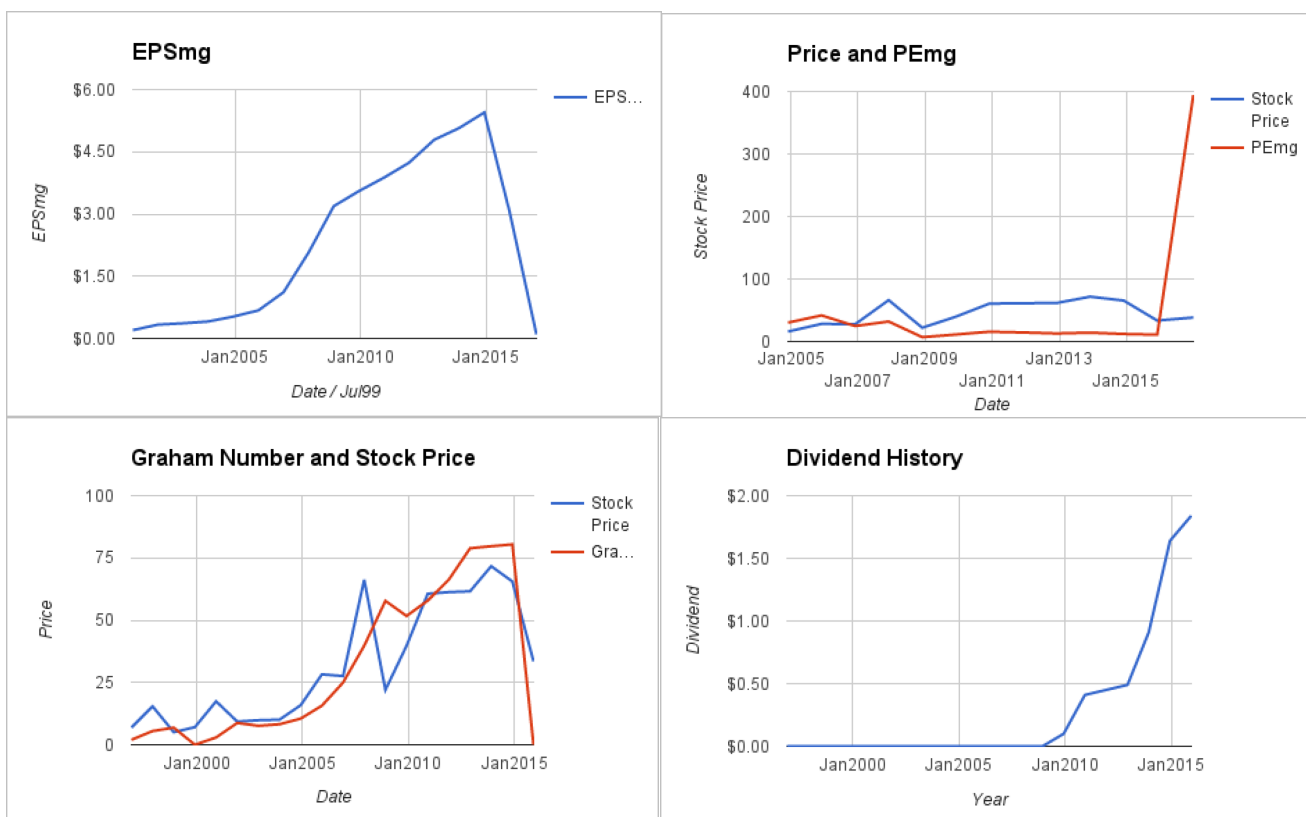 EPSmg
$6.00
$4.50
$3.00
$1.50
$0.00
EPSmg
Jan2005
Jan2010
Jan2015
Date / Jul99
EPS…
Price and PEmg
400
300
200
100
0
Stock Price
Jan2005
Jan2009
Jan2013
Jan2007
Jan2011
Jan2015
Date
Stock
Price
PEmg
Graham Number and Stock Price
100
75
50
25
0
Price
Jan2000
Jan2005
Jan2010
Jan2015
Date
Stock
Price
Gra…
Dividend History
$2.00
$1.50
$1.00
$0.50
$0.00
Dividend
Jan2000
Jan2005
Jan2010
Jan2015
Year